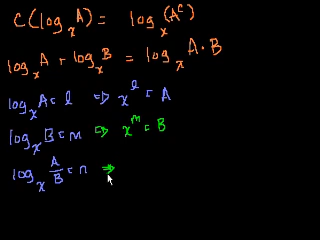 C(log_x A) = log_x (A^C)
log_x A + log_x B = log_x A · B
log_x A = l ⇒ x^l = A
log_x B = m ⇒ x^m = B
log_x A/B = n ⇒